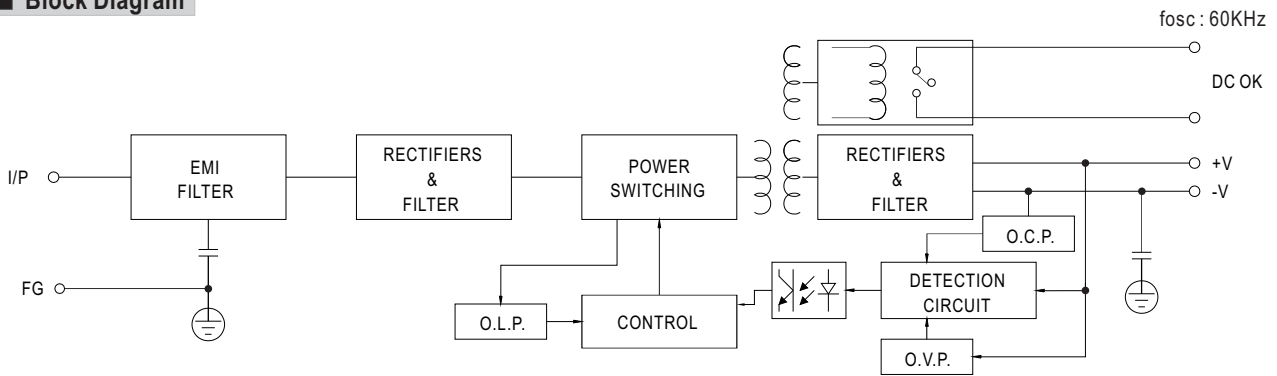 ■ Block Diagram
fosc : 60KHz
DC OK
I/P
EMI
FILTER
RECTIFIERS
&
FILTER
POWER
SWITCHING
RECTIFIERS
&
FILTER
+V
-V
O.C.P.
FG
O.L.P.
CONTROL
DETECTION
CIRCUIT
O.V.P.